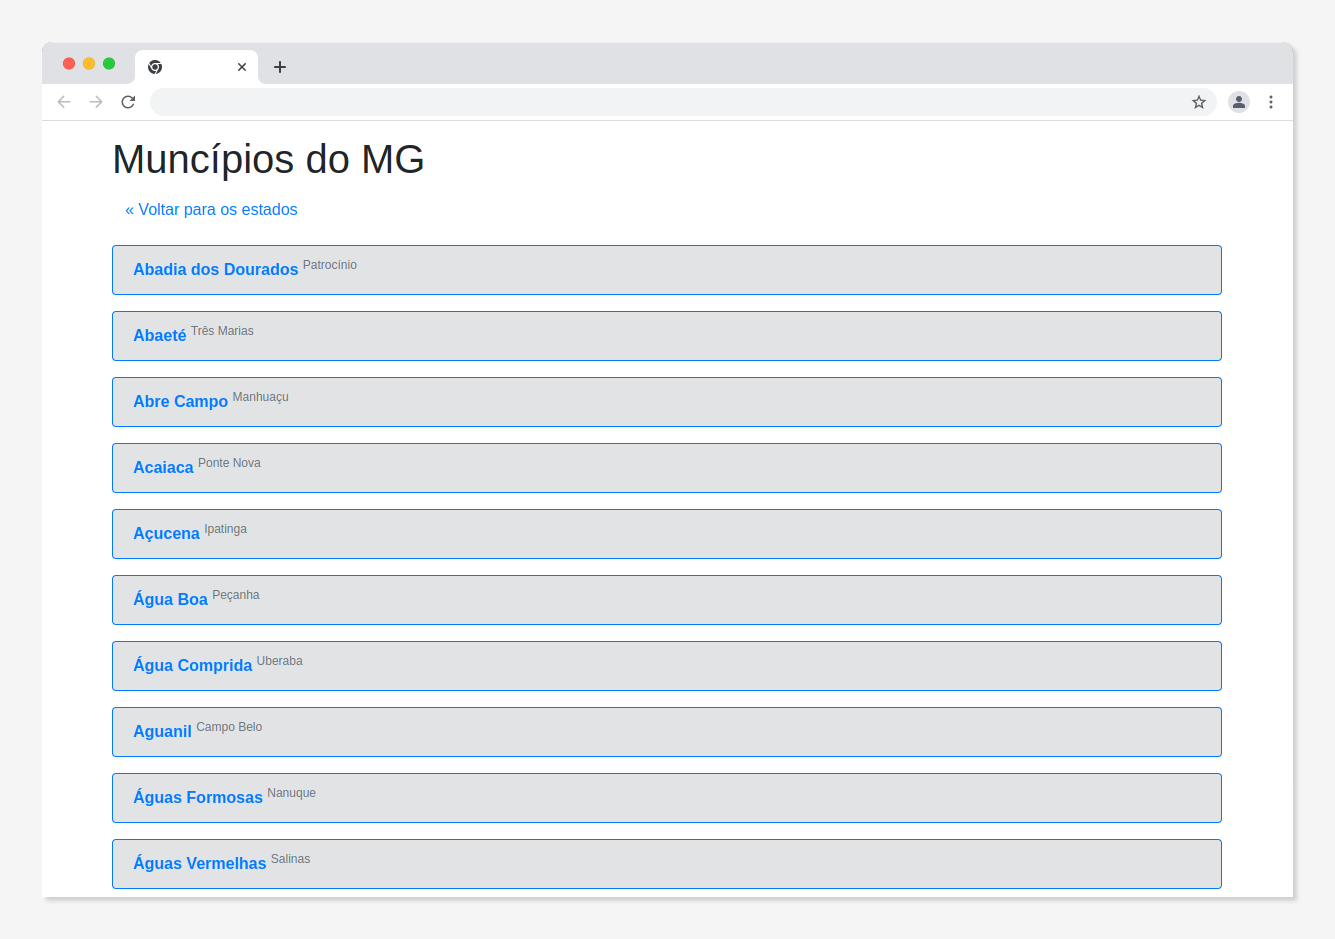 Muncípios do MG
« Voltar para os estados
Abadia dos Dourados Patrocínio
Abaeté Três Marias
Abre Campo Manhuaçu
Acaiaca Ponte Nova
Açucena Ipatinga
Água Boa Peçanha
Água Comprida Uberaba
Aguanil Campo Belo
Águas Formosas Nanuque
Águas Vermelhas Salinas